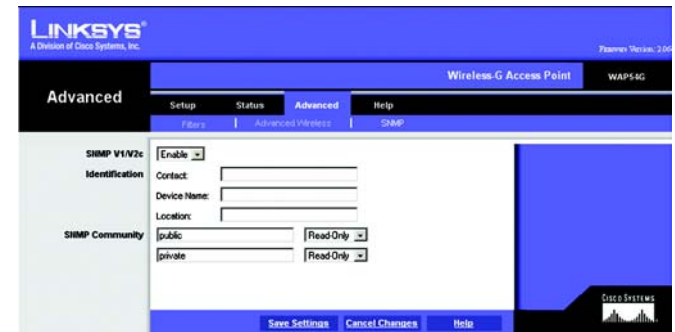 LINKSYS®
A Division of Cisco Systems, Inc.
Firmware Version: 2.06
Wireless-G Access Point WAP54G
Advanced
Setup Status Advanced Help
Filters | Advanced Wireless | SNMP
SNMP V1/V2c Enable
Identification Contact:
Device Name:
Location:
SNMP Community public Read-Only
private Read-Only
Save Settings Cancel Changes Help
CISCO SYSTEMS